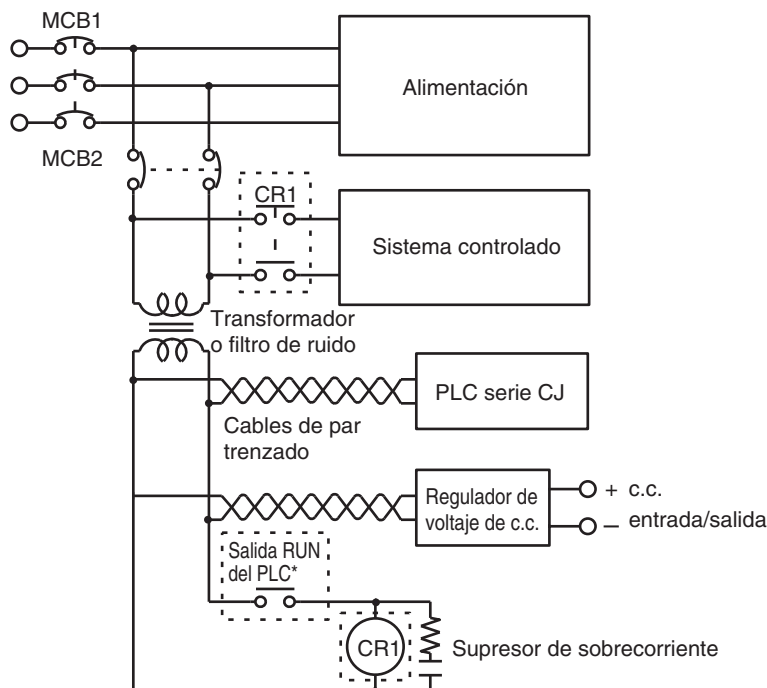 MCB1
Alimentación
MCB2
CR1
Sistema controlado
Transformador
o filtro de ruido
PLC serie CJ
Cables de par
trenzado
Regulador de
voltaje de c.c.
+ c.c.
– entrada/salida
Salida RUN
del PLC*
CR1
Supresor de sobrecorriente